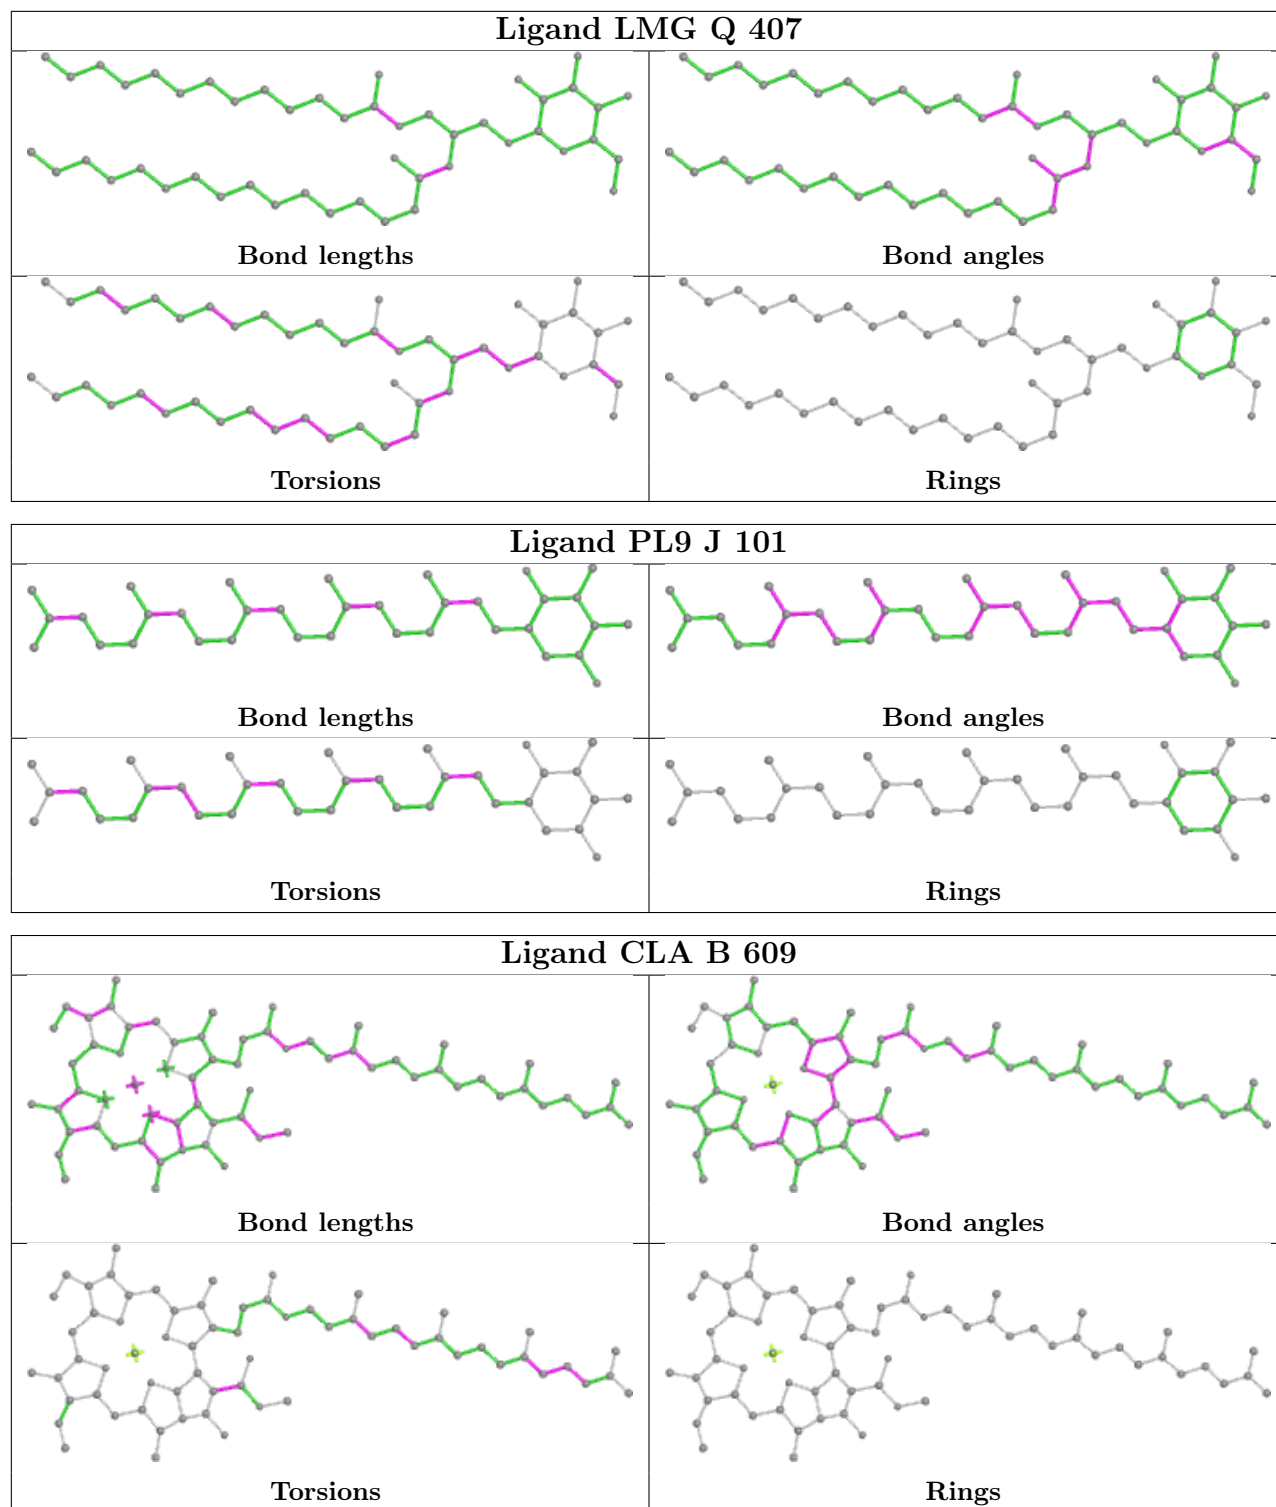 Ligand LMG Q 407
Bond lengths
Bond angles
Torsions
Rings
Ligand PL9 J 101
Bond lengths
Bond angles
Torsions
Rings
Ligand CLA B 609
Bond lengths
Bond angles
Torsions
Rings